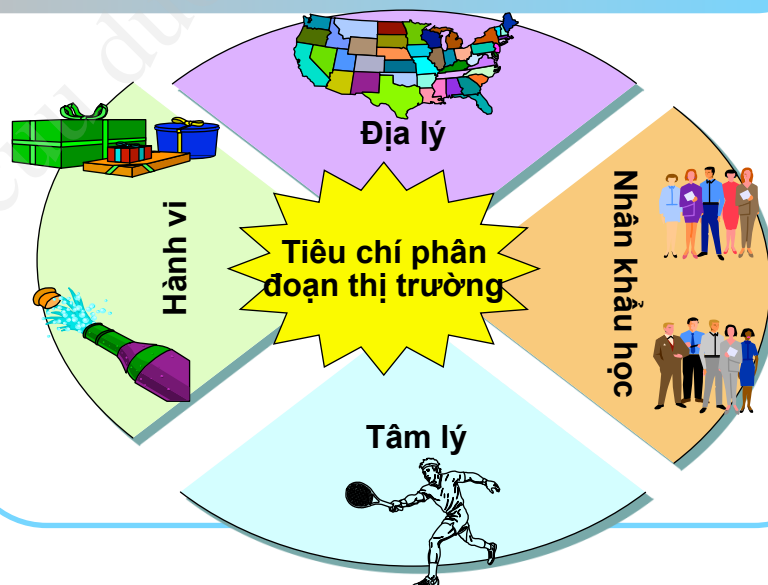 Địa lý
Hành vi
Tiêu chí phân
đoạn thị trường
Nhân khẩu học
Tâm lý